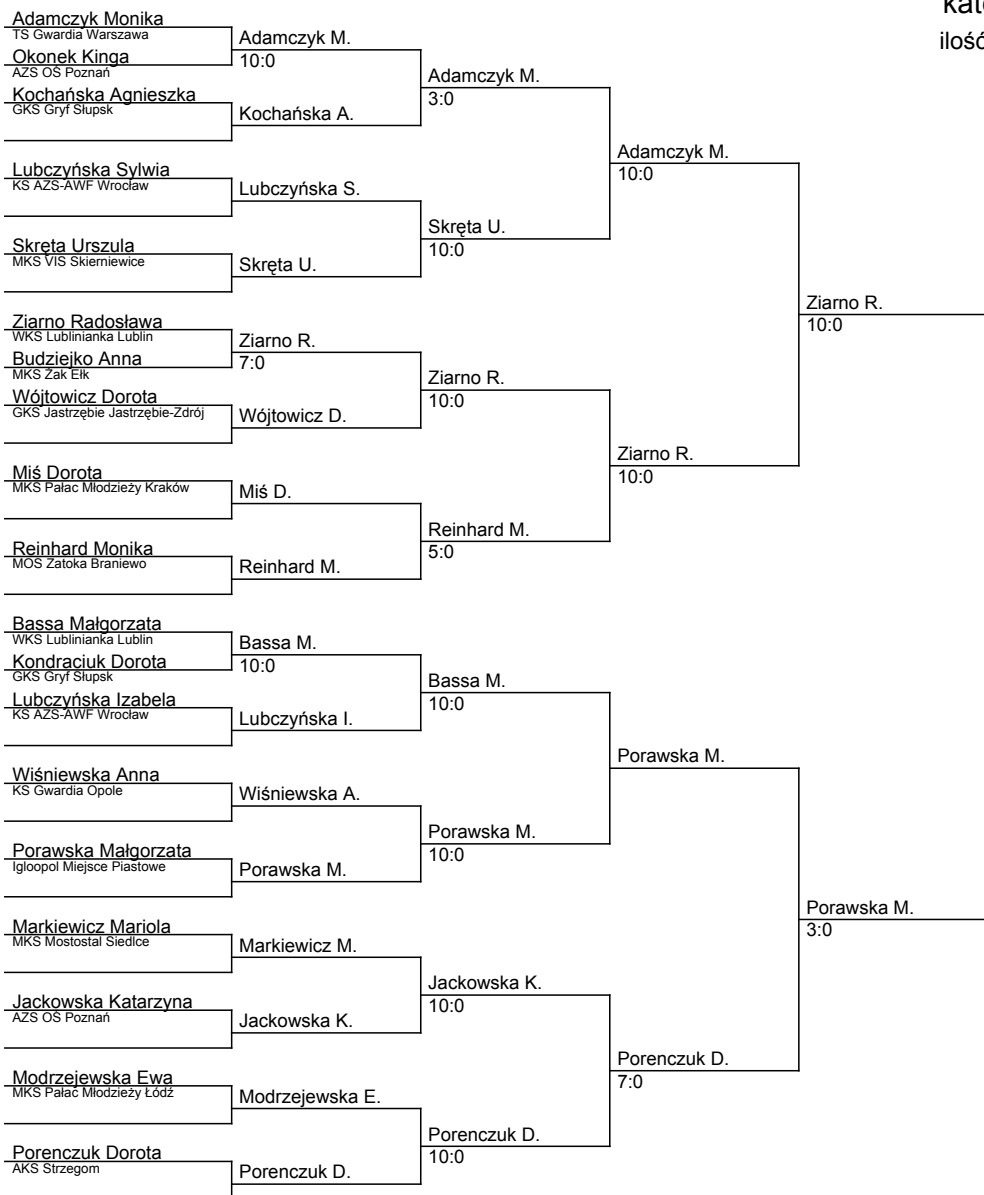 kate
ilość
Adamczyk Monika
TS Gwardia Warszawa
Okonek Kinga
AZS OŚ Poznań
Kochańska Agnieszka
GKS Gryf Słupsk
Lubczyńska Sylwia
KS AZS-AWF Wrocław
Skręta Urszula
MKS VIS Skierniewice
Ziarno Radosława
WKS Lublinianka Lublin
Budziejko Anna
MKS Żak Ełk
Wójtowicz Dorota
GKS Jastrzębie Jastrzębie-Zdrój
Miś Dorota
MKS Pałac Młodzieży Kraków
Reinhard Monika
MOS Zatoka Braniewo
Bassa Małgorzata
WKS Lublinianka Lublin
Kondraciuk Dorota
GKS Gryf Słupsk
Lubczyńska Izabela
KS AZS-AWF Wrocław
Wiśniewska Anna
KS Gwardia Opole
Porawska Małgorzata
Igloopol Miejsce Piastowe
Markiewicz Mariola
MKS Mostostal Siedlce
Jackowska Katarzyna
AZS OŚ Poznań
Modrzejewska Ewa
MKS Pałac Młodzieży Łódź
Porenczuk Dorota
AKS Strzegom
Adamczyk M.
10:0
Kochańska A.
Lubczyńska S.
Skręta U.
Ziarno R.
7:0
Wójtowicz D.
Miś D.
Reinhard M.
Bassa M.
10:0
Lubczyńska I.
Wiśniewska A.
Porawska M.
Markiewicz M.
Jackowska K.
Modrzejewska E.
Porenczuk D.
Adamczyk M.
3:0
Skręta U.
10:0
Ziarno R.
10:0
Reinhard M.
5:0
Bassa M.
10:0
Porawska M.
10:0
Jackowska K.
10:0
Porenczuk D.
10:0
Adamczyk M.
10:0
Ziarno R.
10:0
Porawska M.
Porenczuk D.
7:0
Ziarno R.
10:0
Porawska M.
3:0